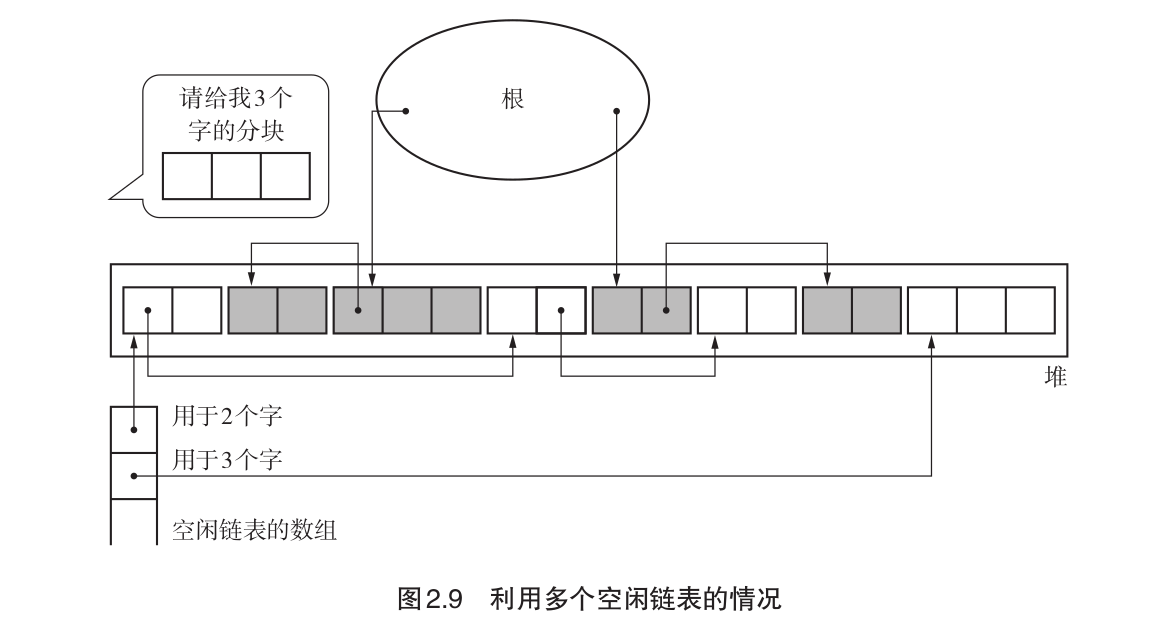 请给我3个
字的分块
根
堆
用于2个字
用于3个字
空闲链表的数组
图2.9 利用多个空闲链表的情况